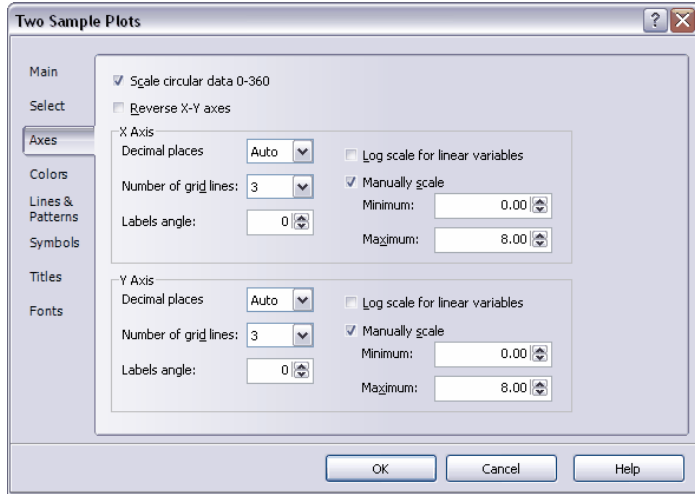 Two Sample Plots
Main
Select
Axes
Colors
Lines &
Patterns
Symbols
Titles
Fonts
Scale circular data 0-360
Reverse X-Y axes
X Axis
Decimal places Auto
Number of grid lines: 3
Labels angle: 0
Log scale for linear variables
Manually scale
Minimum: 0.00
Maximum: 8.00
Y Axis
Decimal places Auto
Number of grid lines: 3
Labels angle: 0
Log scale for linear variables
Manually scale
Minimum: 0.00
Maximum: 8.00
OK Cancel Help